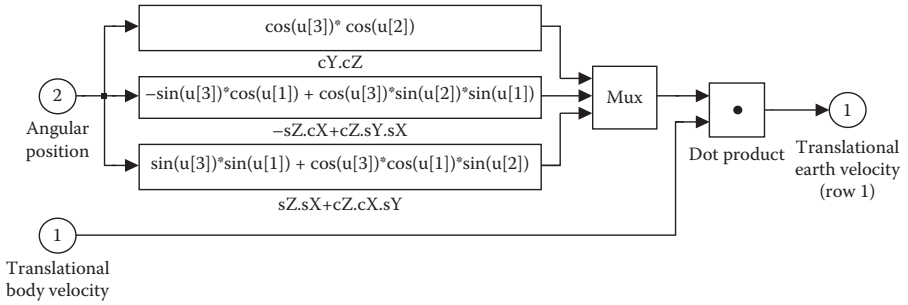 cos(u[3])* cos(u[2])
cY.cZ
2
Angular
position
−sin(u[3])*cos(u[1]) + cos(u[3])*sin(u[2])*sin(u[1])
−sZ.cX+cZ.sY.sX
sin(u[3])*sin(u[1]) + cos(u[3])*cos(u[1])*sin(u[2])
sZ.sX+cZ.cX.sY
Mux
Dot product
1
Translational
earth velocity
(row 1)
1
Translational
body velocity